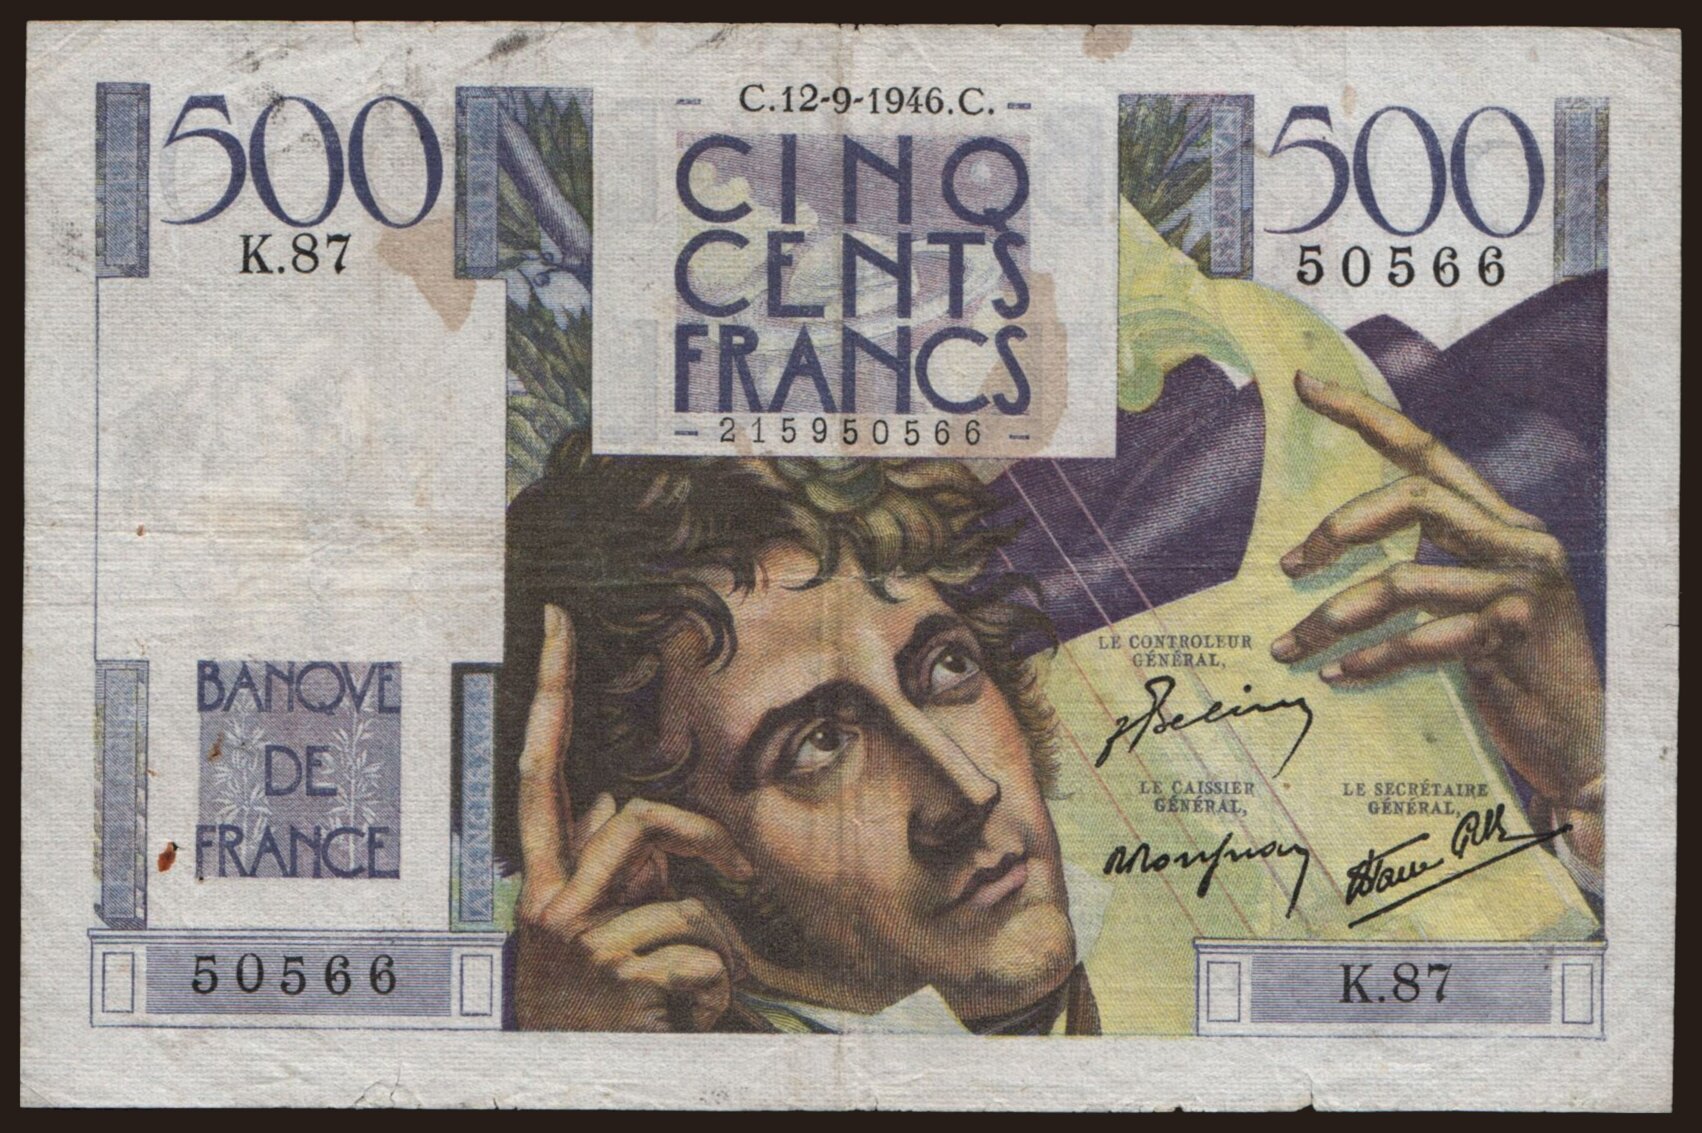 C.12-9-1946.C.
500
500
K.87
50566
CINQ
CENTS
FRANCS
215950566
LE CONTROLEUR
GÉNÉRAL,
BANQVE
DE
FRANCE
LE CAISSIER
GÉNÉRAL,
LE SECRÉTAIRE
GÉNÉRAL,
50566
K.87